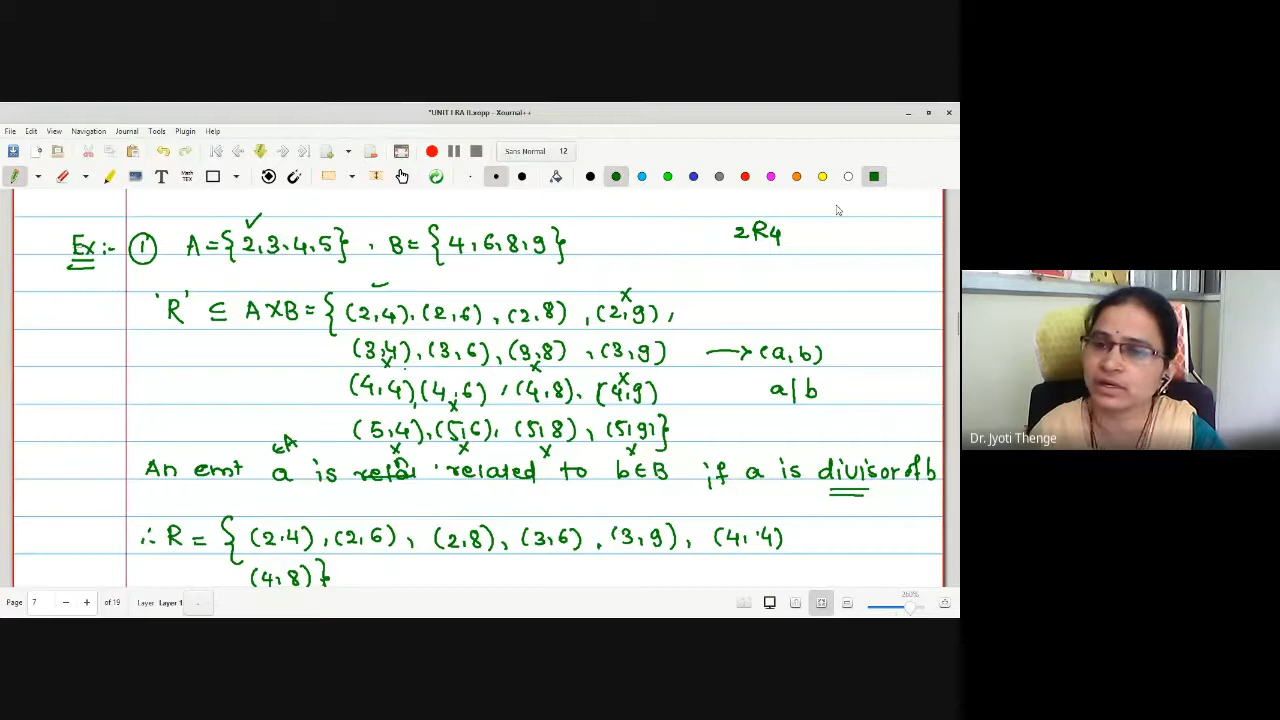 *UNIT I RA II.xopp - Xournal++
File Edit View Navigation Journal Tools Plugin Help
Sans Normal 12
Ex:- ① A={2,3,4,5}, B={4,6,8,9} 2R4
'R' ⊆ A×B={(2,4),(2,6),(2,8),(2,9),
(3,4),(3,6),(3,8),(3,9) →(a,b)
(4,4)(4,6),(4,8),(4,9) a|b
(5,4),(5,6),(5,8),(5,9)}
An emt a ∈A is related to b∈B if a is divisor of b
∴R={(2,4),(2,6),(2,8),(3,6),(3,9),(4,4)
(4,8)}
Page 7 of 19 Layer Layer 1 260%
Dr. Jyoti Thenge